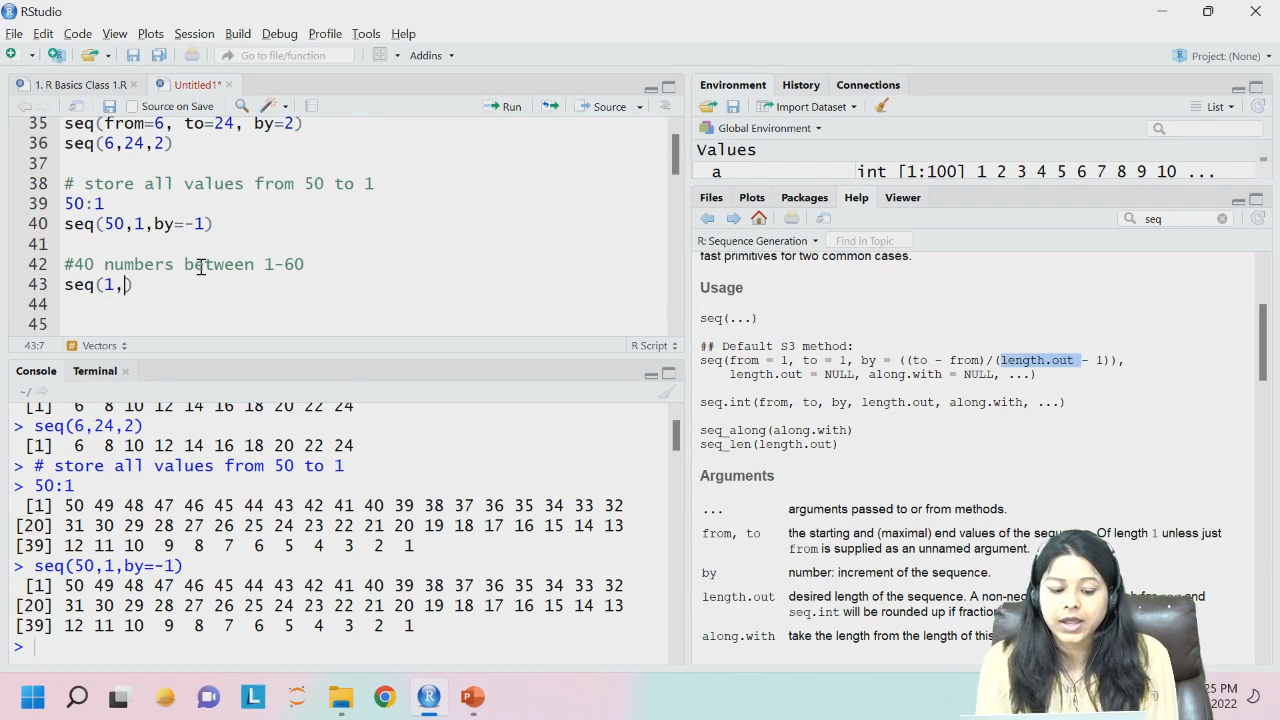 RStudio
File Edit Code View Plots Session Build Debug Profile Tools Help
Go to file/function
Addins
Project: (None)
1. R Basics Class 1.R
Untitled1*
Source on Save
Run
Source
35 seq(from=6, to=24, by=2)
36 seq(6,24,2)
37
38 # store all values from 50 to 1
39 50:1
40 seq(50,1,by=-1)
41
42 #40 numbers between 1-60
43 seq(1,)
44
45
43:7 # Vectors R Script
Console Terminal
~/
[1] 6 8 10 12 14 16 18 20 22 24
> seq(6,24,2)
[1] 6 8 10 12 14 16 18 20 22 24
> # store all values from 50 to 1
> 50:1
[1] 50 49 48 47 46 45 44 43 42 41 40 39 38 37 36 35 34 33 32
[20] 31 30 29 28 27 26 25 24 23 22 21 20 19 18 17 16 15 14 13
[39] 12 11 10 9 8 7 6 5 4 3 2 1
> seq(50,1,by=-1)
[1] 50 49 48 47 46 45 44 43 42 41 40 39 38 37 36 35 34 33 32
[20] 31 30 29 28 27 26 25 24 23 22 21 20 19 18 17 16 15 14 13
[39] 12 11 10 9 8 7 6 5 4 3 2 1
>
Environment History Connections
Import Dataset
List
Global Environment
Values
a int [1:100] 1 2 3 4 5 6 7 8 9 10 ...
Files Plots Packages Help Viewer
seq
R: Sequence Generation
Find in Topic
fast primitives for two common cases.
Usage
seq(...)
## Default S3 method:
seq(from = 1, to = 1, by = ((to - from)/(length.out - 1)),
length.out = NULL, along.with = NULL, ...)
seq.int(from, to, by, length.out, along.with, ...)
seq_along(along.with)
seq_len(length.out)
Arguments
... arguments passed to or from methods.
from, to the starting and (maximal) end values of the sequence. Of length 1 unless just
from is supplied as an unnamed argument.
by number: increment of the sequence.
length.out desired length of the sequence. A non-neg and
seq.int will be rounded up if fraction
along.with take the length from the length of this
:25 PM
2022